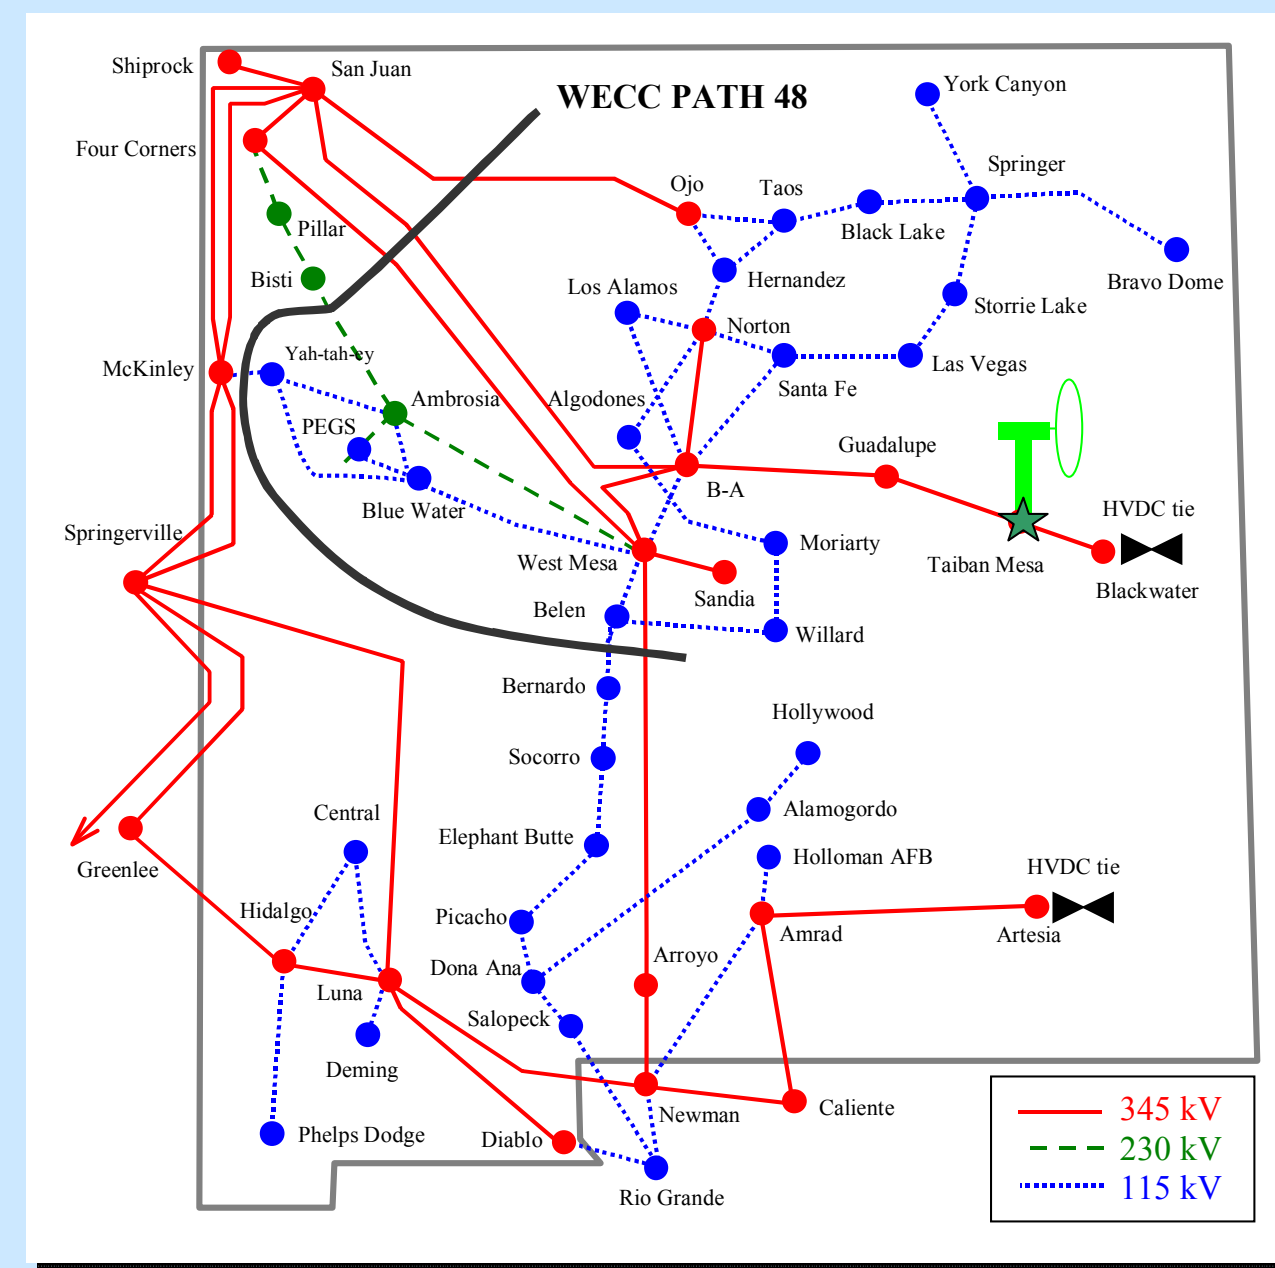 WECC PATH 48
Shiprock
San Juan
York Canyon
Four Corners
Springer
Ojo
Taos
Pillar
Black Lake
Bisti
Hernandez
Bravo Dome
Los Alamos
Storrie Lake
Norton
Yah-tah-ey
McKinley
Las Vegas
Santa Fe
Ambrosia
Algodones
PEGS
Guadalupe
B-A
Blue Water
HVDC tie
Springerville
Moriarty
West Mesa
Taiban Mesa
Blackwater
Sandia
Belen
Willard
Bernardo
Hollywood
Socorro
Central
Alamogordo
Elephant Butte
Holloman AFB
Greenlee
HVDC tie
Hidalgo
Picacho
Amrad
Artesia
Arroyo
Dona Ana
Luna
Salopeck
Deming
Newman
Caliente
345 kV
Phelps Dodge
Diablo
230 kV
115 kV
Rio Grande